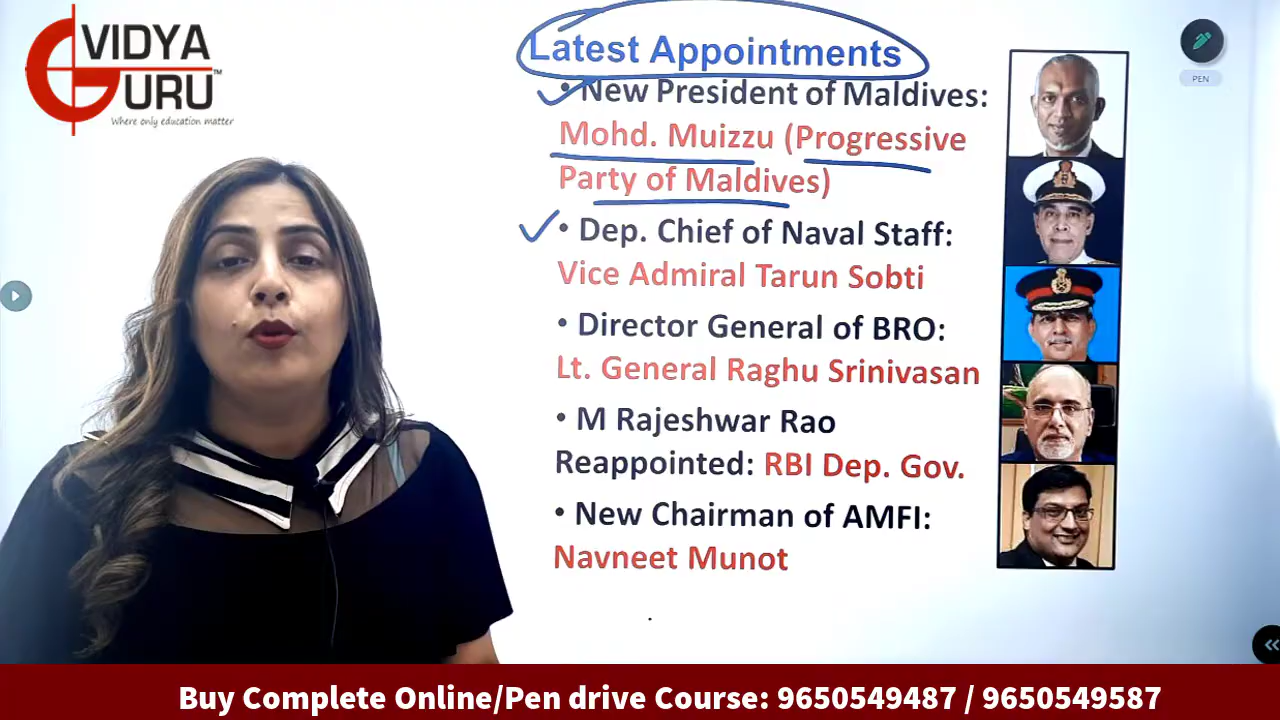 VIDYA
GURU™
Where only education matter
Latest Appointments
• New President of Maldives:
Mohd. Muizzu (Progressive
Party of Maldives)
• Dep. Chief of Naval Staff:
Vice Admiral Tarun Sobti
• Director General of BRO:
Lt. General Raghu Srinivasan
• M Rajeshwar Rao
Reappointed: RBI Dep. Gov.
• New Chairman of AMFI:
Navneet Munot
PEN
Buy Complete Online/Pen drive Course: 9650549487 / 9650549587